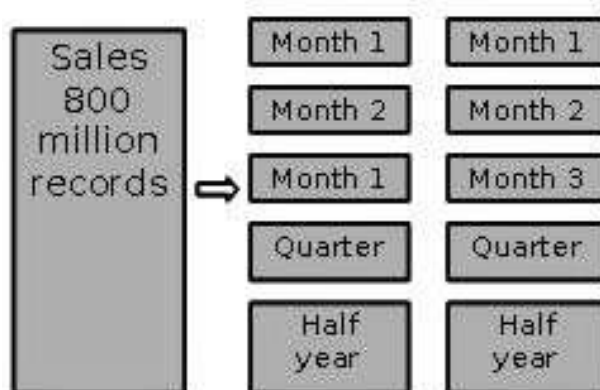 Sales
800
million
records
Month 1
Month 2
Month 1
Quarter
Half
year
Month 1
Month 2
Month 3
Quarter
Half
year